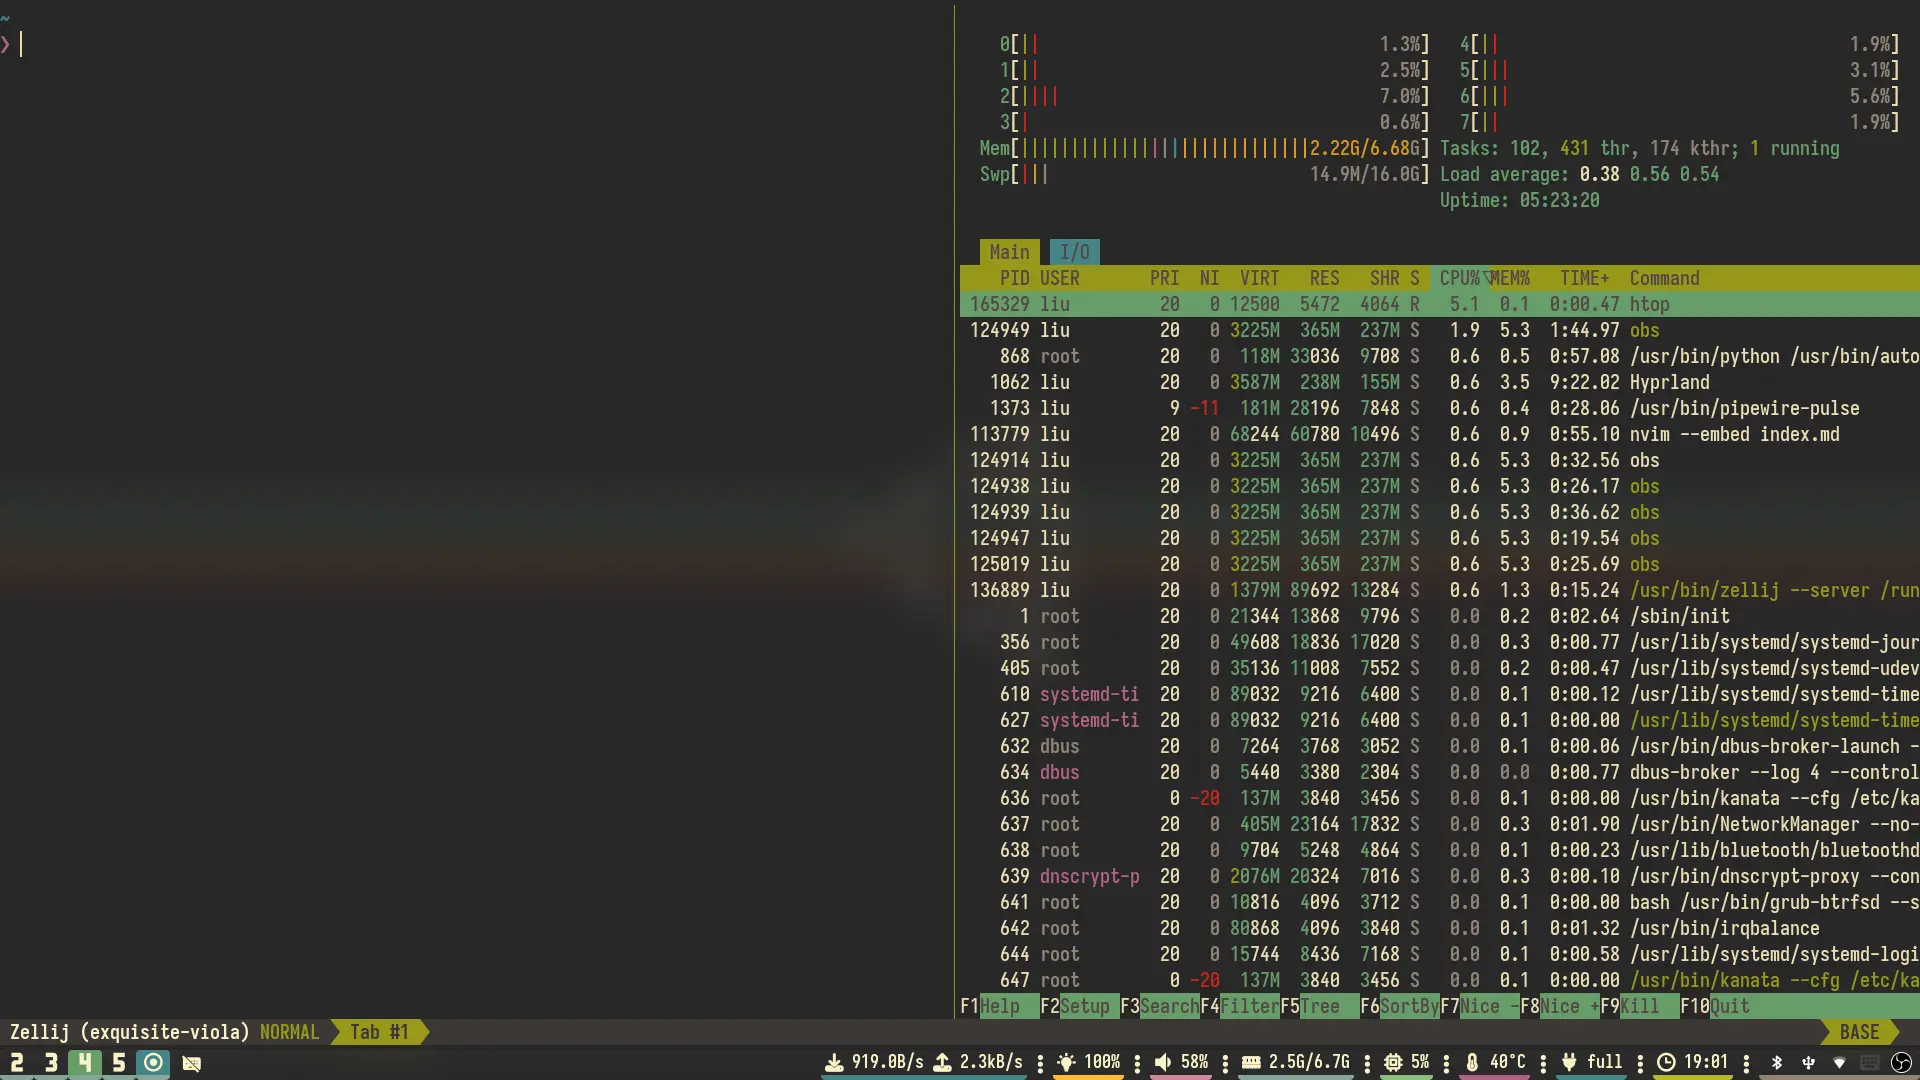 ~
❯
0[|| 1.3%] 4[|| 1.9%]
1[|| 2.5%] 5[||| 3.1%]
2[|||| 7.0%] 6[||| 5.6%]
3[| 0.6%] 7[|| 1.9%]
Mem[|||||||||||||||||||||||||||||2.22G/6.68G] Tasks: 102, 431 thr, 174 kthr; 1 running
Swp[||| 14.9M/16.0G] Load average: 0.38 0.56 0.54
Uptime: 05:23:20
Main I/O
PID USER PRI NI VIRT RES SHR S CPU%▽MEM% TIME+ Command
165329 liu 20 0 12500 5472 4064 R 5.1 0.1 0:00.47 htop
124949 liu 20 0 3225M 365M 237M S 1.9 5.3 1:44.97 obs
868 root 20 0 118M 33036 9708 S 0.6 0.5 0:57.08 /usr/bin/python /usr/bin/auto
1062 liu 20 0 3587M 238M 155M S 0.6 3.5 9:22.02 Hyprland
1373 liu 9 -11 181M 28196 7848 S 0.6 0.4 0:28.06 /usr/bin/pipewire-pulse
113779 liu 20 0 68244 60780 10496 S 0.6 0.9 0:55.10 nvim --embed index.md
124914 liu 20 0 3225M 365M 237M S 0.6 5.3 0:32.56 obs
124938 liu 20 0 3225M 365M 237M S 0.6 5.3 0:26.17 obs
124939 liu 20 0 3225M 365M 237M S 0.6 5.3 0:36.62 obs
124947 liu 20 0 3225M 365M 237M S 0.6 5.3 0:19.54 obs
125019 liu 20 0 3225M 365M 237M S 0.6 5.3 0:25.69 obs
136889 liu 20 0 1379M 89692 13284 S 0.6 1.3 0:15.24 /usr/bin/zellij --server /run
1 root 20 0 21344 13868 9796 S 0.0 0.2 0:02.64 /sbin/init
356 root 20 0 49608 18836 17020 S 0.0 0.3 0:00.77 /usr/lib/systemd/systemd-jour
405 root 20 0 35136 11008 7552 S 0.0 0.2 0:00.47 /usr/lib/systemd/systemd-udev
610 systemd-ti 20 0 89032 9216 6400 S 0.0 0.1 0:00.12 /usr/lib/systemd/systemd-time
627 systemd-ti 20 0 89032 9216 6400 S 0.0 0.1 0:00.00 /usr/lib/systemd/systemd-time
632 dbus 20 0 7264 3768 3052 S 0.0 0.1 0:00.06 /usr/bin/dbus-broker-launch -
634 dbus 20 0 5440 3380 2304 S 0.0 0.0 0:00.77 dbus-broker --log 4 --control
636 root 0 -20 137M 3840 3456 S 0.0 0.1 0:00.00 /usr/bin/kanata --cfg /etc/ka
637 root 20 0 405M 23164 17832 S 0.0 0.3 0:01.90 /usr/bin/NetworkManager --no-
638 root 20 0 9704 5248 4864 S 0.0 0.1 0:00.23 /usr/lib/bluetooth/bluetoothd
639 dnscrypt-p 20 0 2076M 20324 7016 S 0.0 0.3 0:00.10 /usr/bin/dnscrypt-proxy --con
641 root 20 0 10816 4096 3712 S 0.0 0.1 0:00.00 bash /usr/bin/grub-btrfsd --s
642 root 20 0 80868 4096 3840 S 0.0 0.1 0:01.32 /usr/bin/irqbalance
644 root 20 0 15744 8436 7168 S 0.0 0.1 0:00.58 /usr/lib/systemd/systemd-logi
647 root 0 -20 137M 3840 3456 S 0.0 0.1 0:00.00 /usr/bin/kanata --cfg /etc/ka
F1Help F2Setup F3SearchF4FilterF5Tree F6SortByF7Nice -F8Nice +F9Kill F10Quit
Zellij (exquisite-viola) NORMAL Tab #1 BASE
2 3 4 5 919.0B/s 2.3kB/s 100% 58% 2.5G/6.7G 5% 40°C full 19:01